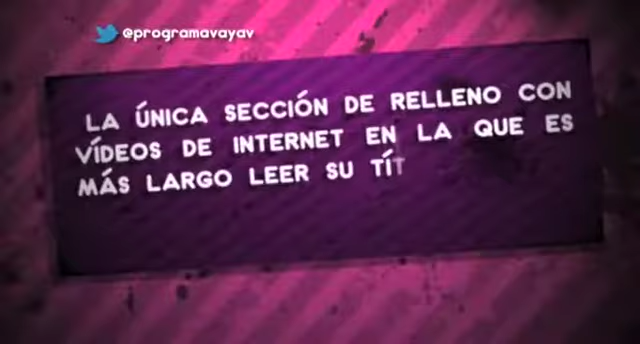 @programavayav
LA ÚNICA SECCIÓN DE RELLENO CON
VÍDEOS DE INTERNET EN LA QUE ES
MÁS LARGO LEER SU TÍT